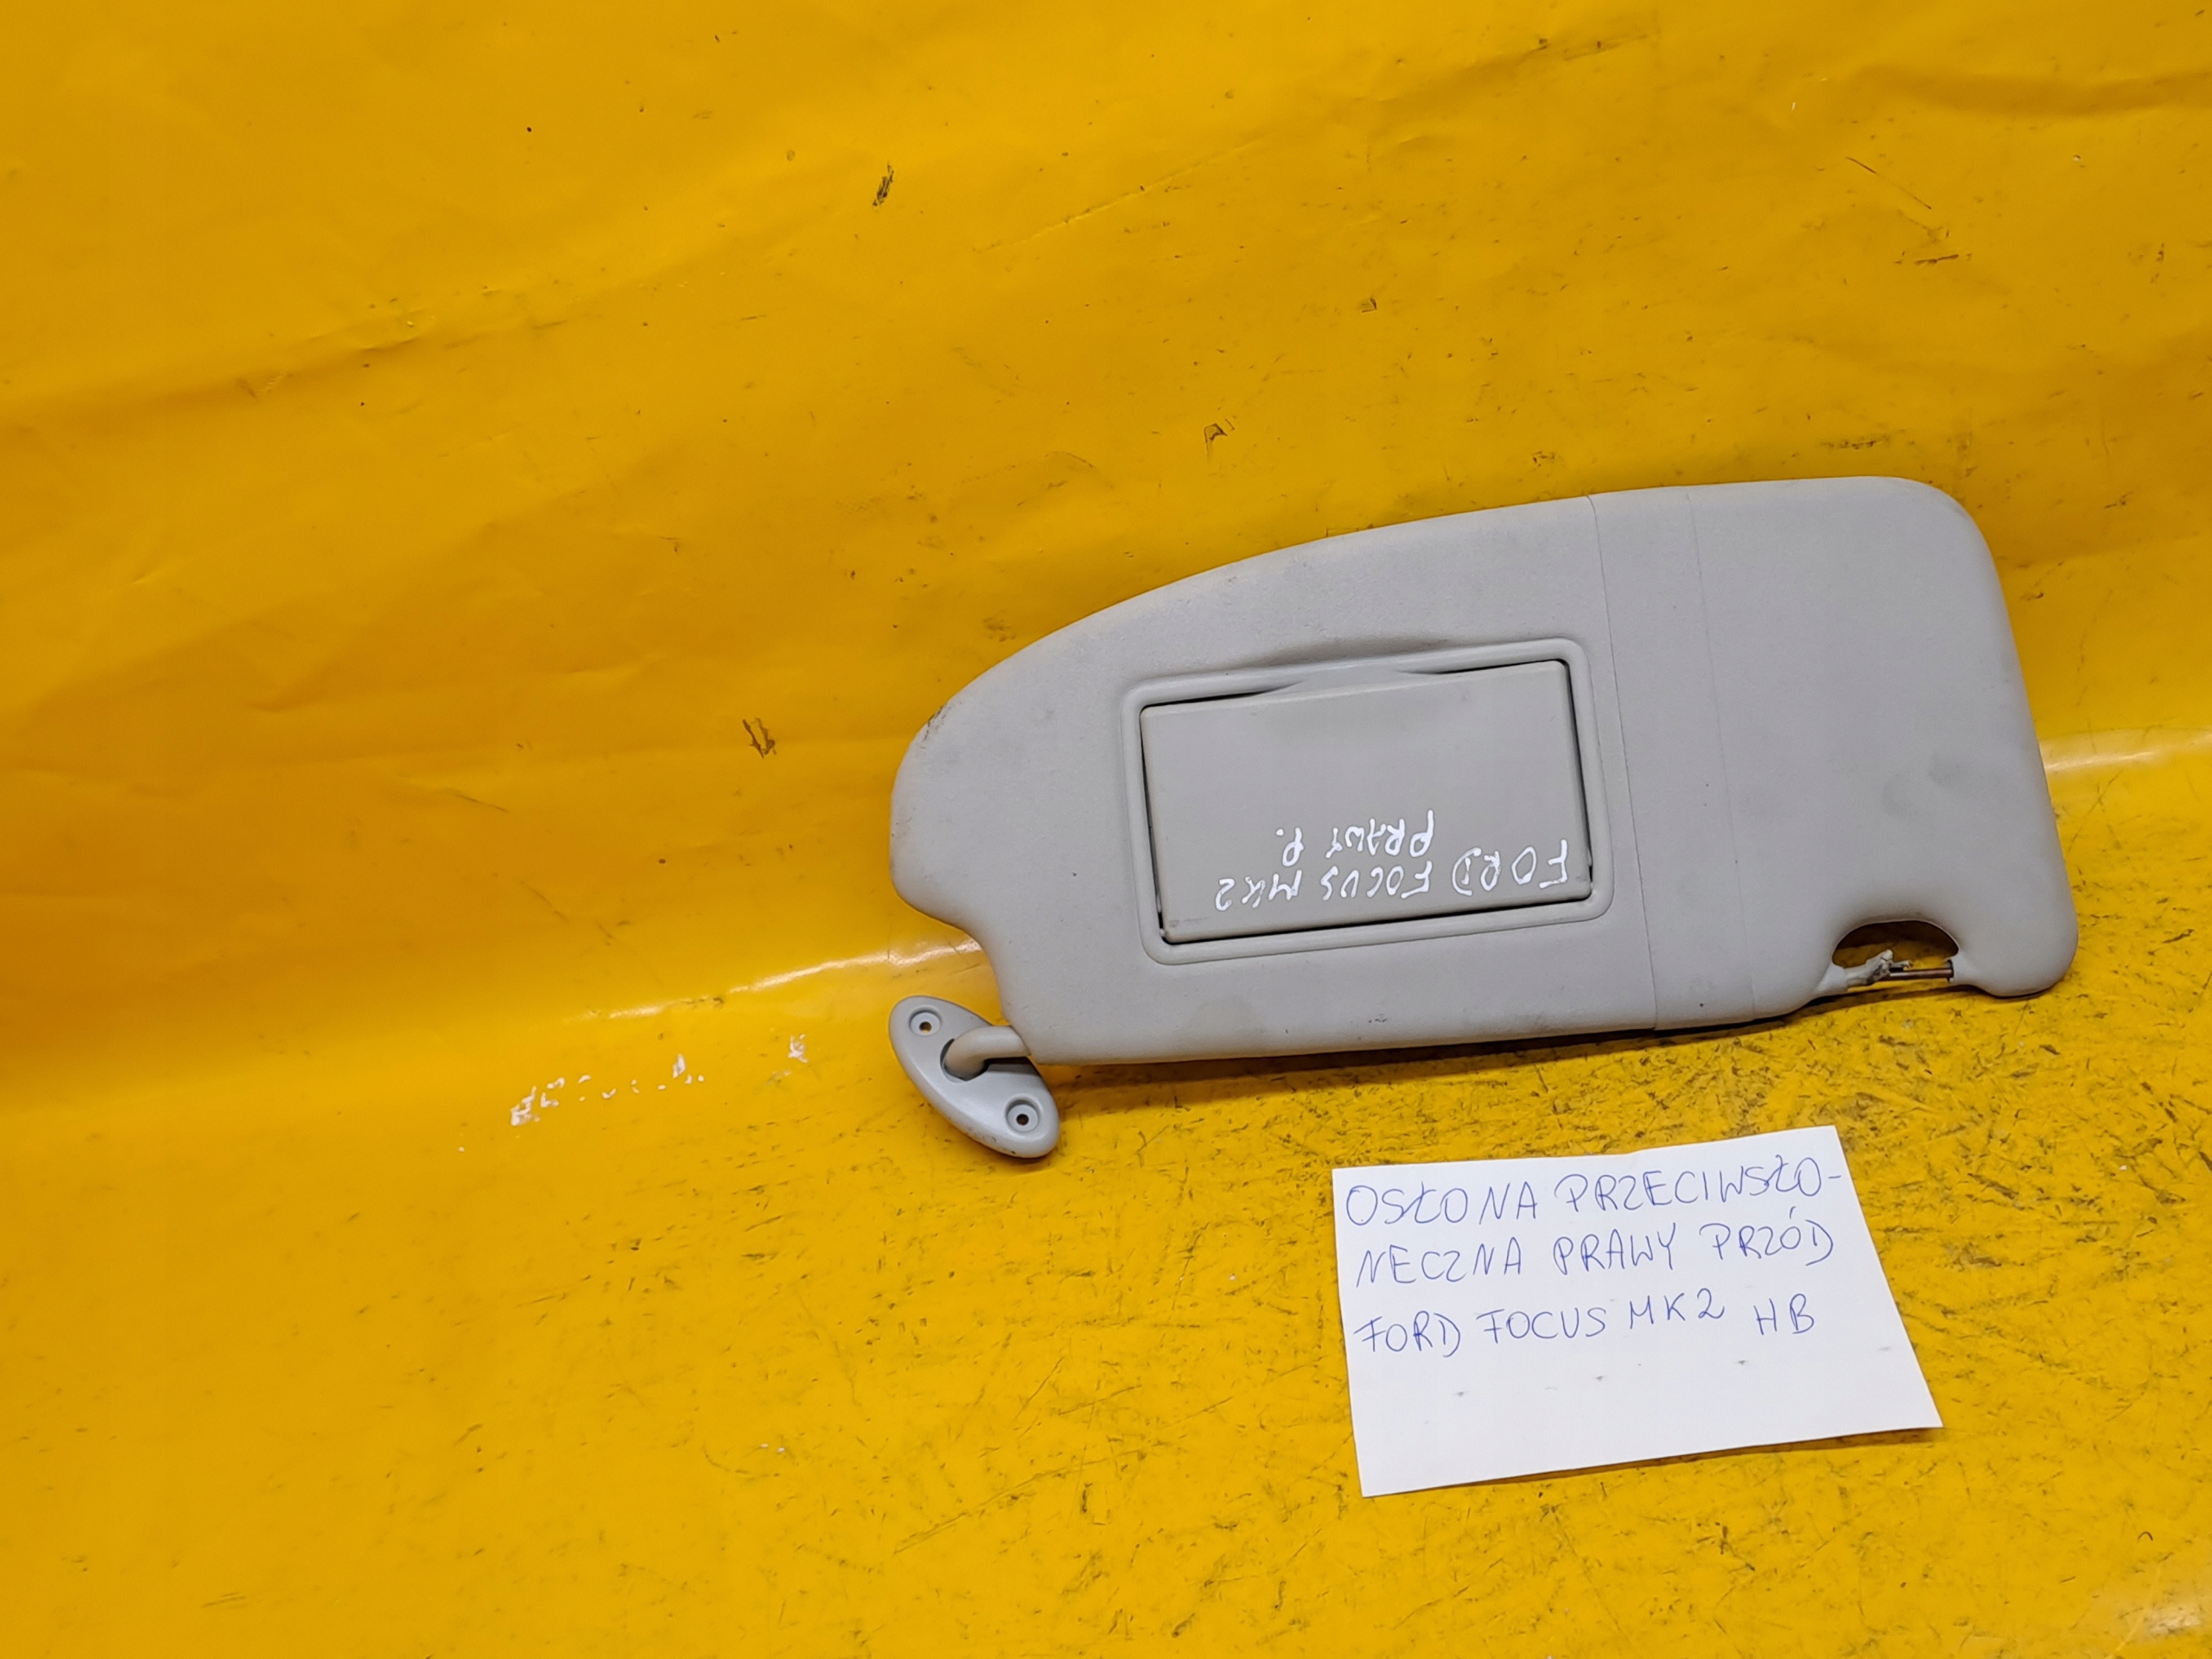 FORD FOCUS MK2
PRAWY P.
OSŁONA PRZECIWSŁO-
NECZNA PRAWY PRZÓD
FORD FOCUS MK2 HB